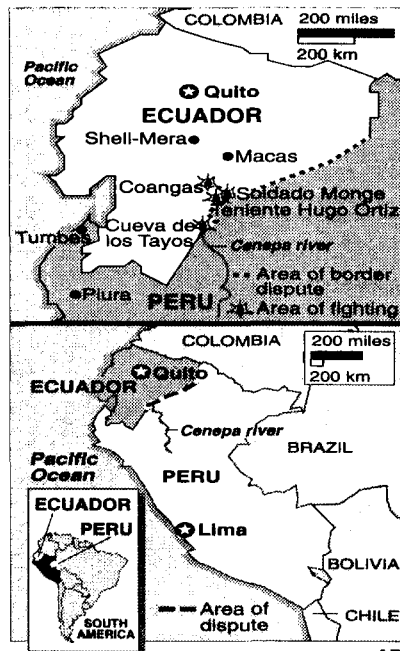 COLOMBIA
200 miles
200 km
Pacific
Ocean
Quito
ECUADOR
Shell-Mera
Macas
Coangas
Soldado Monge
Teniente Hugo Ortiz
Tumbes
Cueva de
los Tayos
Cenepa river
Area of border
dispute
Piura
PERU
Area of fighting
COLOMBIA
200 miles
200 km
ECUADOR
Quito
Cenepa river
BRAZIL
Pacific
Ocean
PERU
ECUADOR
PERU
Lima
BOLIVIA
SOUTH
AMERICA
Area of
dispute
CHILE